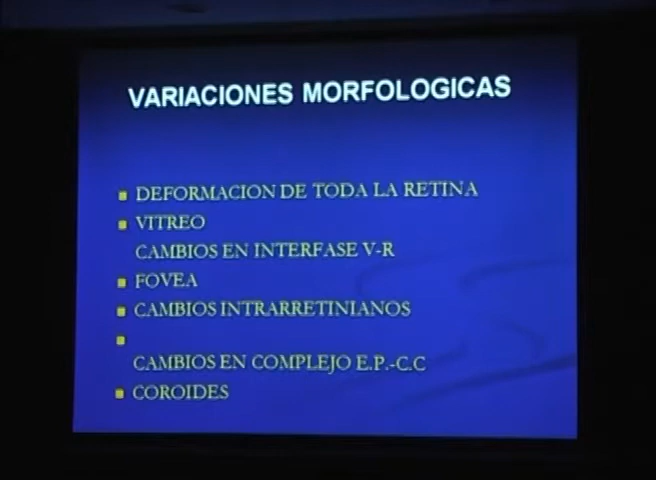 VARIACIONES MORFOLOGICAS
DEFORMACION DE TODA LA RETINA
VITREO
CAMBIOS EN INTERFASE V-R
FOVEA
CAMBIOS INTRARRETINIANOS
CAMBIOS EN COMPLEJO E.P.-C.C
COROIDES